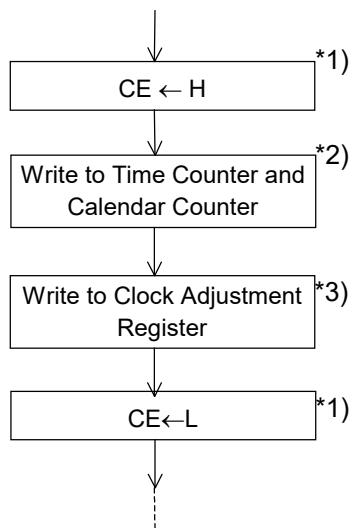 *1)
CE ← H
*2)
Write to Time Counter and
Calendar Counter
*3)
Write to Clock Adjustment
Register
*1)
CE←L